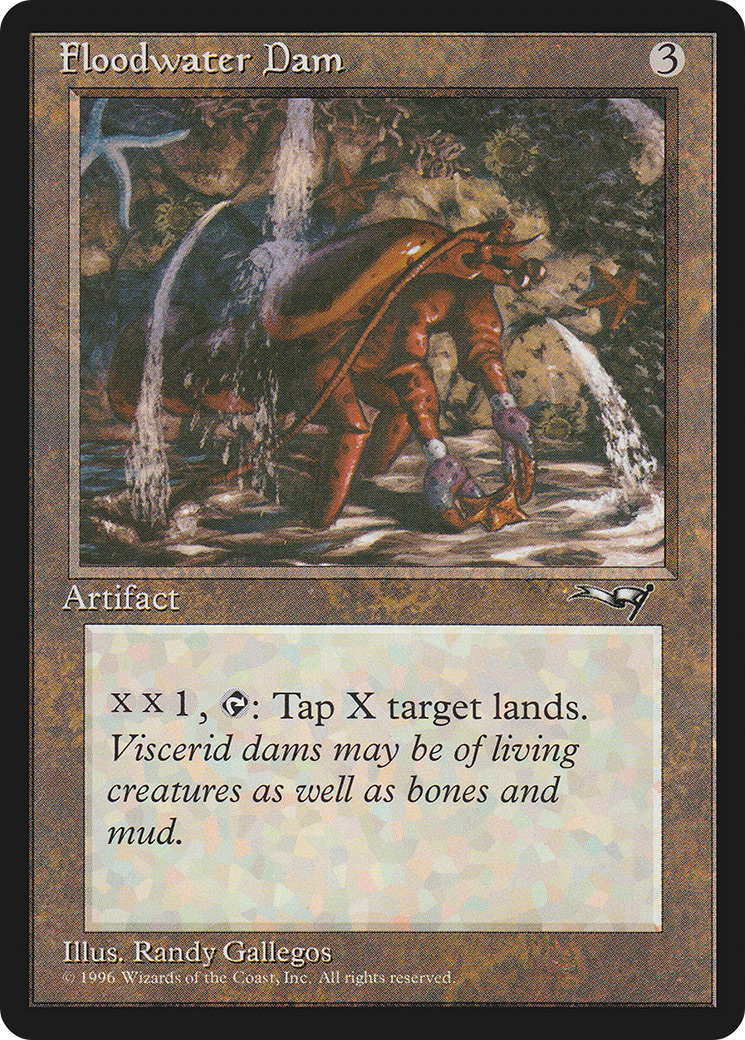 Floodwater Dam 3
Artifact
X X 1, : Tap X target lands.
Viscerid dams may be of living
creatures as well as bones and
mud.
Illus. Randy Gallegos
© 1996 Wizards of the Coast, Inc. All rights reserved.